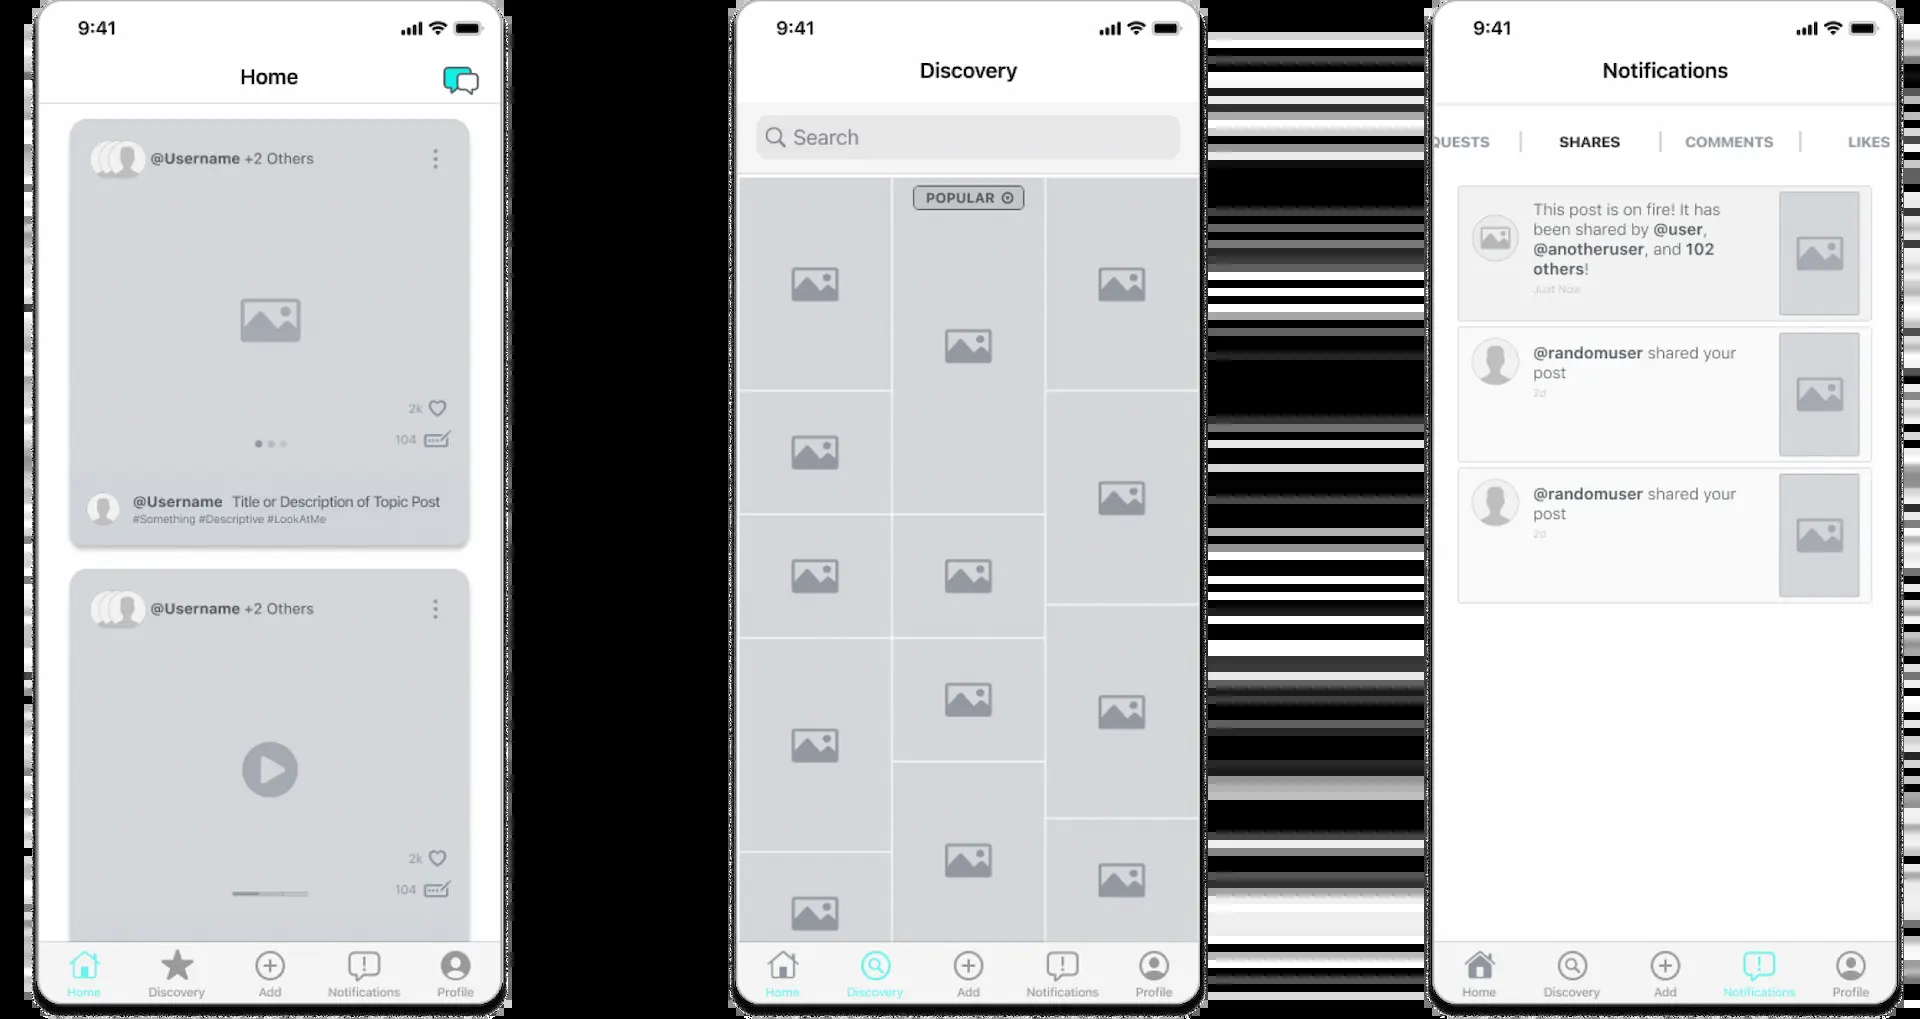 9:41
Home
@Username +2 Others
2k
104
@Username Title or Description of Topic Post
#Something #Descriptive #LookAtMe
@Username +2 Others
2k
104
Home Discovery Add Notifications Profile
9:41
Discovery
Search
POPULAR
Home Discovery Add Notifications Profile
9:41
Notifications
QUESTS SHARES COMMENTS LIKES
This post is on fire! It has
been shared by @user,
@anotheruser, and 102
others!
Just Now
@randomuser shared your
post
2d
@randomuser shared your
post
2d
Home Discovery Add Notifications Profile